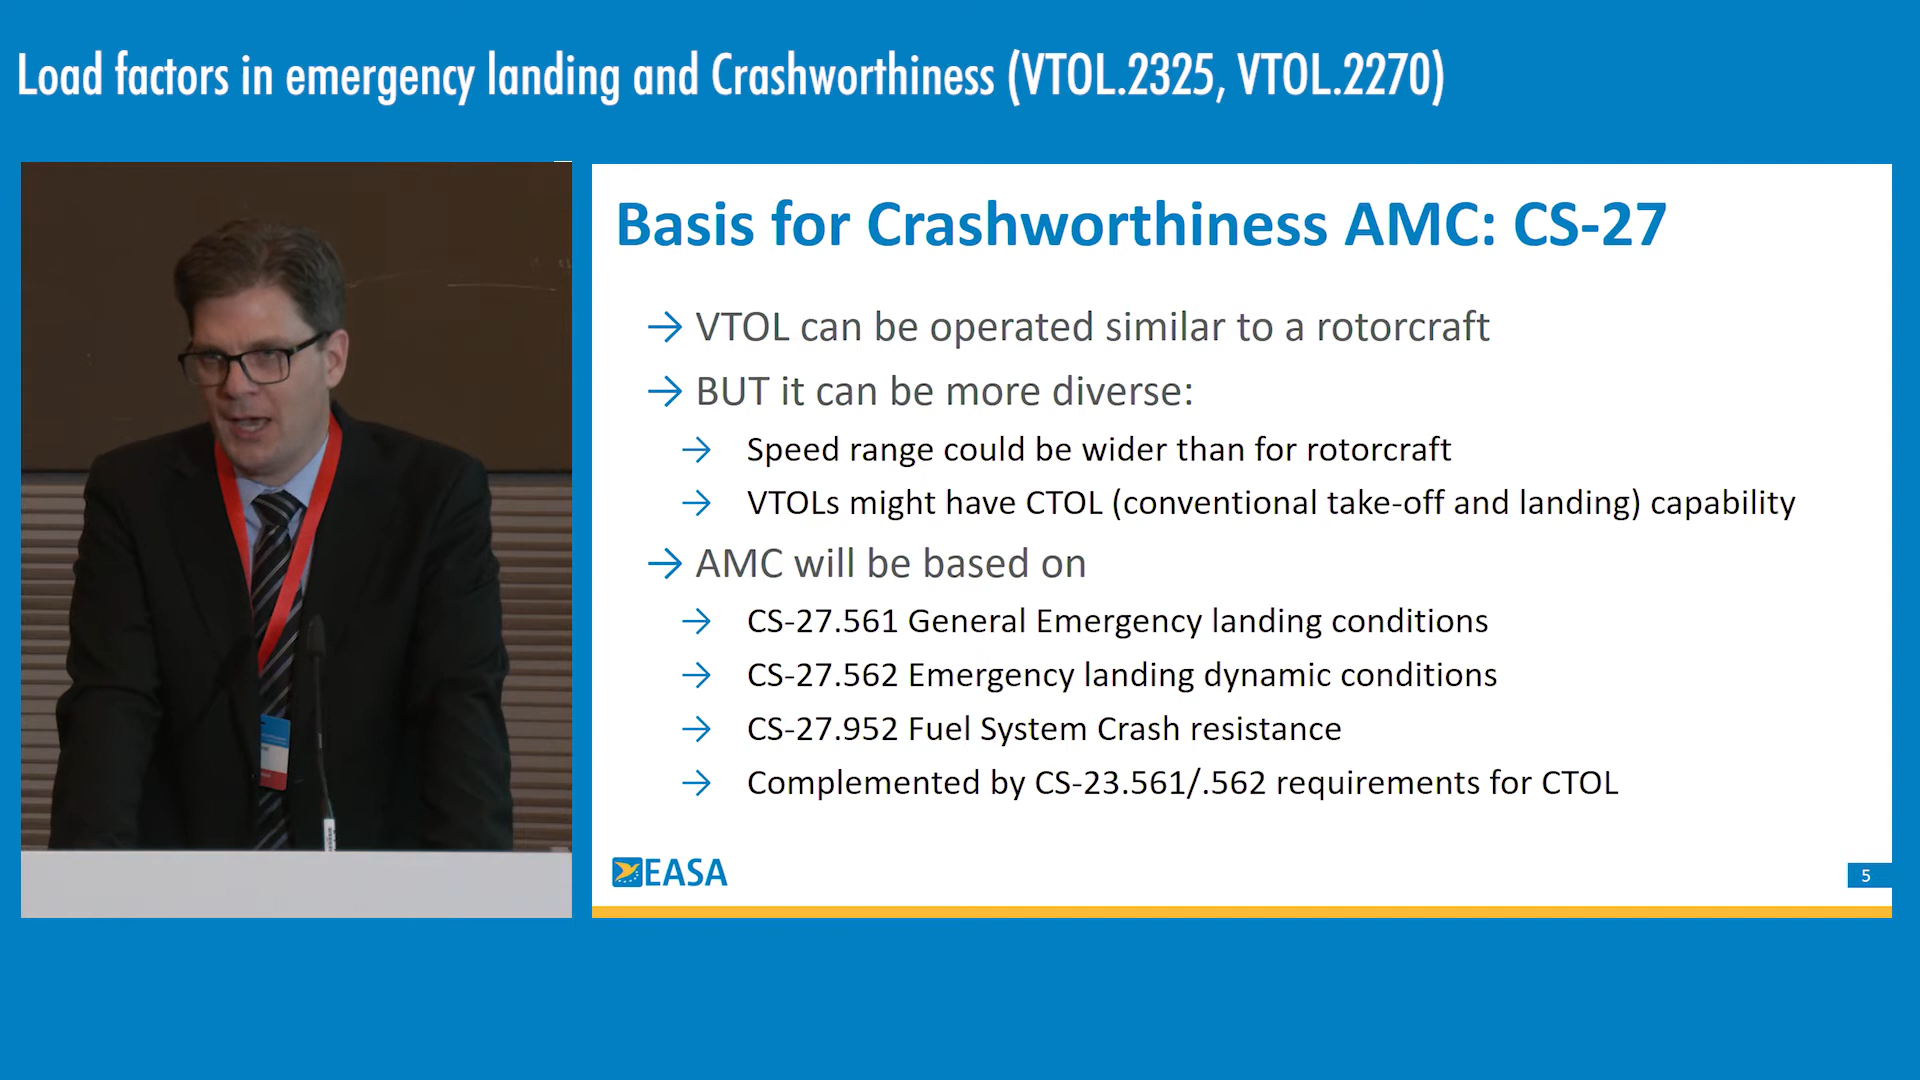 Load factors in emergency landing and Crashworthiness (VTOL.2325, VTOL.2270)
Basis for Crashworthiness AMC: CS-27
→ VTOL can be operated similar to a rotorcraft
→ BUT it can be more diverse:
→ Speed range could be wider than for rotorcraft
→ VTOLs might have CTOL (conventional take-off and landing) capability
→ AMC will be based on
→ CS-27.561 General Emergency landing conditions
→ CS-27.562 Emergency landing dynamic conditions
→ CS-27.952 Fuel System Crash resistance
→ Complemented by CS-23.561/.562 requirements for CTOL
EASA
5